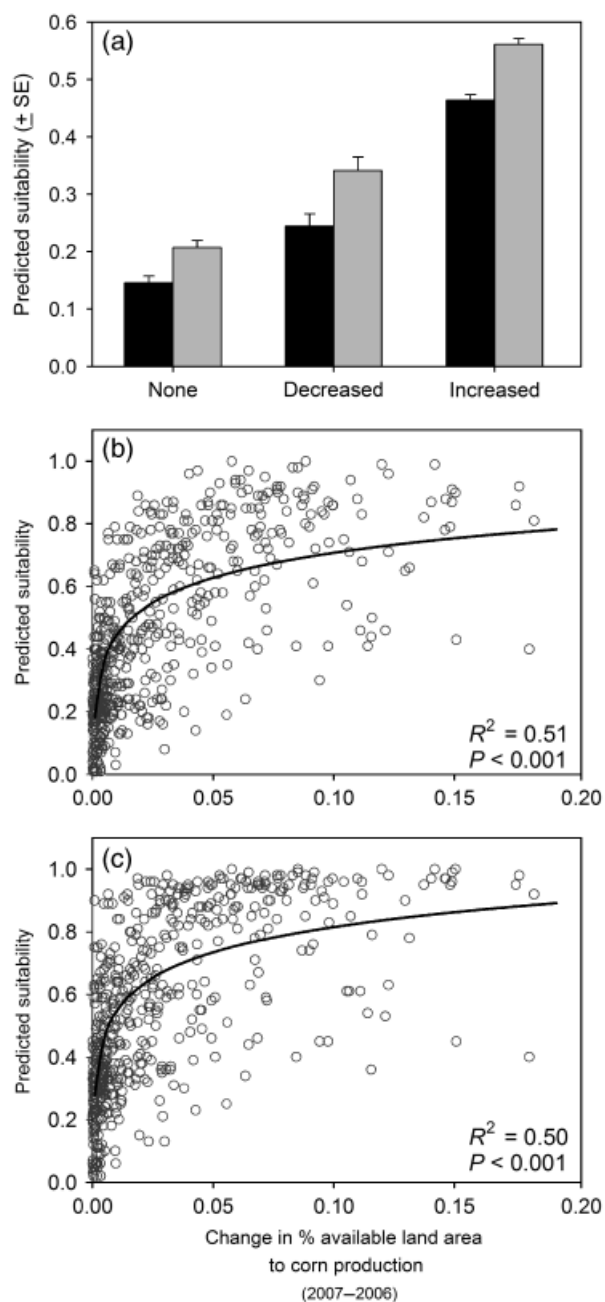 (a)
Predicted suitability (± SE)
0.6
0.5
0.4
0.3
0.2
0.1
0.0
None Decreased Increased
(b)
Predicted suitability
1.0
0.8
0.6
0.4
0.2
0.0
R² = 0.51
P < 0.001
0.00 0.05 0.10 0.15 0.20
(c)
Predicted suitability
1.0
0.8
0.6
0.4
0.2
0.0
R² = 0.50
P < 0.001
0.00 0.05 0.10 0.15 0.20
Change in % available land area
to corn production
(2007–2006)